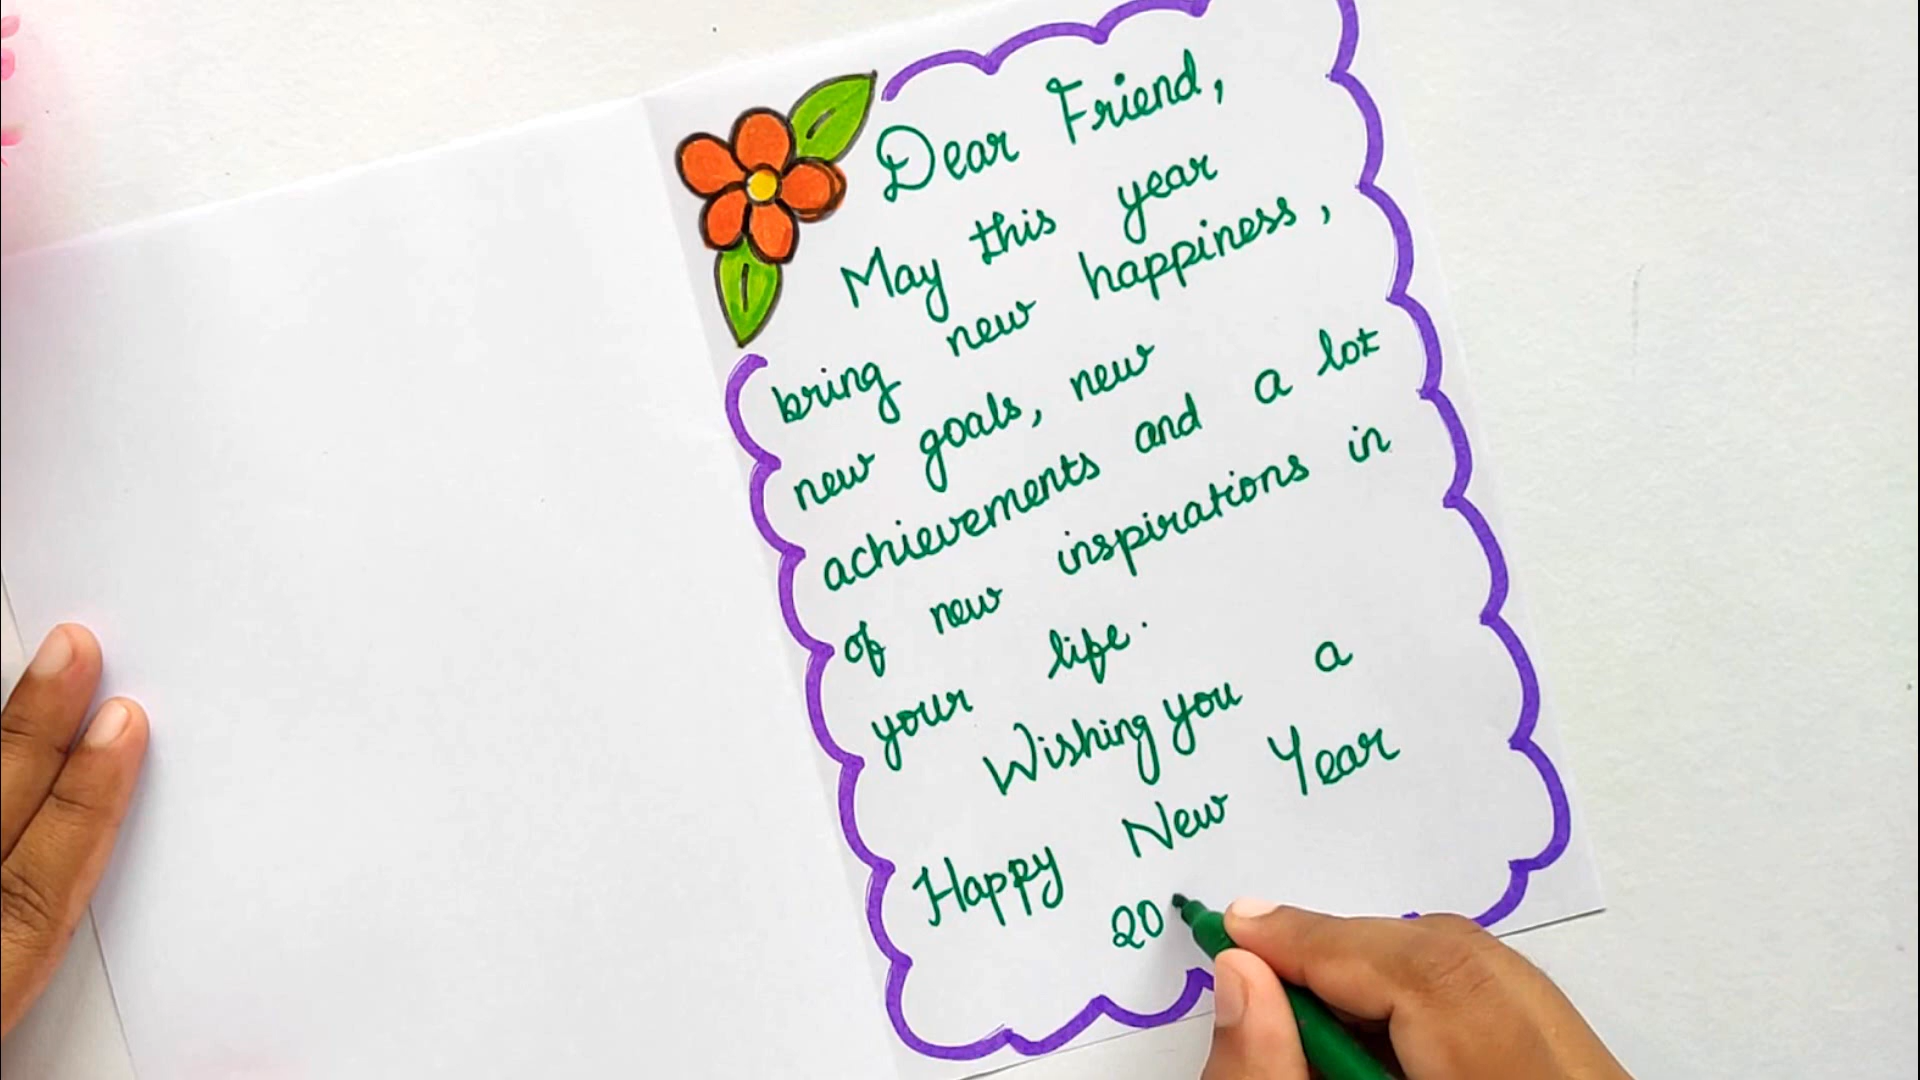 Dear Friend,
May this year
bring new happiness,
new goals, new
achievements and a lot
of new inspirations in
your life.
Wishing you a
Happy New Year
20